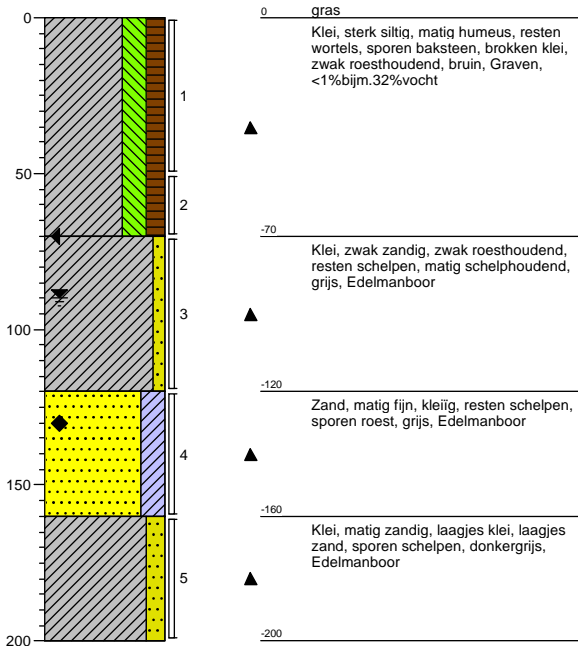 0
50
100
150
200
1
2
3
4
5
0
gras
Klei, sterk siltig, matig humeus, resten
wortels, sporen baksteen, brokken klei,
zwak roesthoudend, bruin, Graven,
<1%bijm.32%vocht
-70
Klei, zwak zandig, zwak roesthoudend,
resten schelpen, matig schelphoudend,
grijs, Edelmanboor
-120
Zand, matig fijn, kleiïg, resten schelpen,
sporen roest, grijs, Edelmanboor
-160
Klei, matig zandig, laagjes klei, laagjes
zand, sporen schelpen, donkergrijs,
Edelmanboor
-200